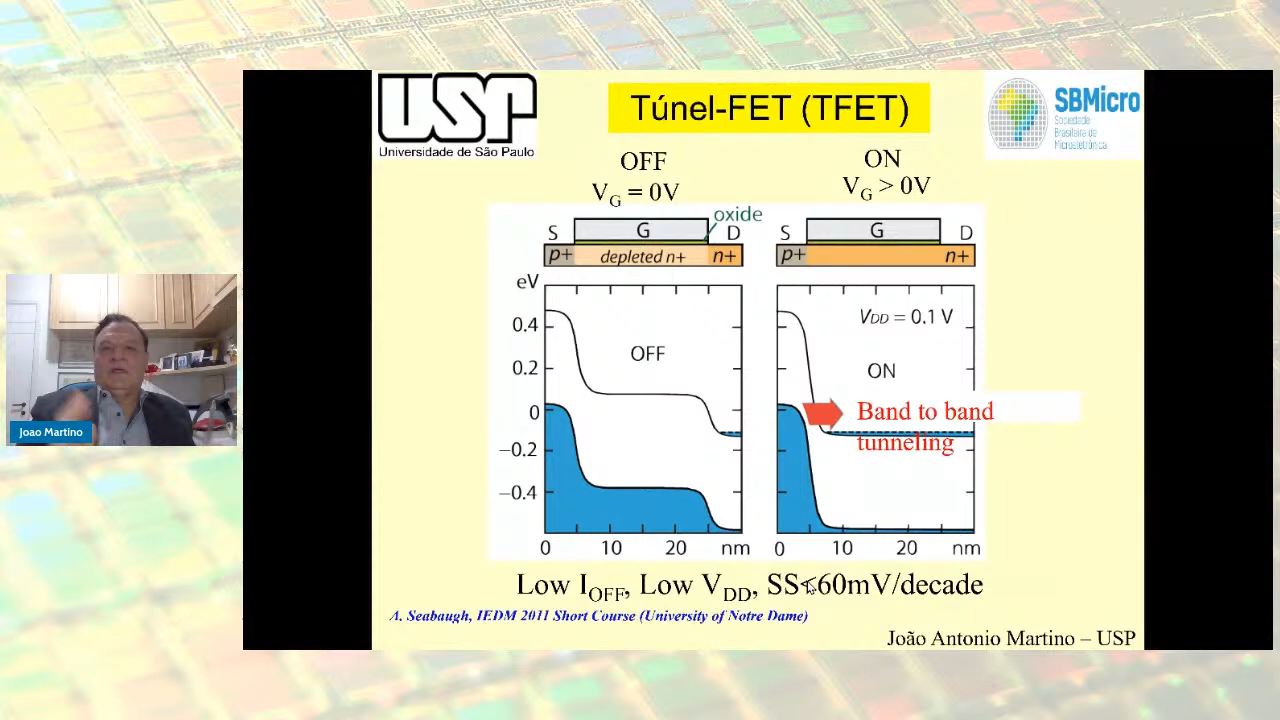 USP
Universidade de São Paulo
Túnel-FET (TFET)
SBMicro
Sociedade
Brasileira de
Microeletrônica
OFF
V_G = 0V
ON
V_G > 0V
oxide
S G D
p+ depleted n+ n+
S G D
p+ n+
eV
0.4
0.2
0
−0.2
−0.4
OFF
0 10 20 nm
V_DD = 0.1 V
ON
Band to band
tunneling
0 10 20 nm
Low I_OFF, Low V_DD, SS<60mV/decade
A. Seabaugh, IEDM 2011 Short Course (University of Notre Dame)
João Antonio Martino – USP
Joao Martino